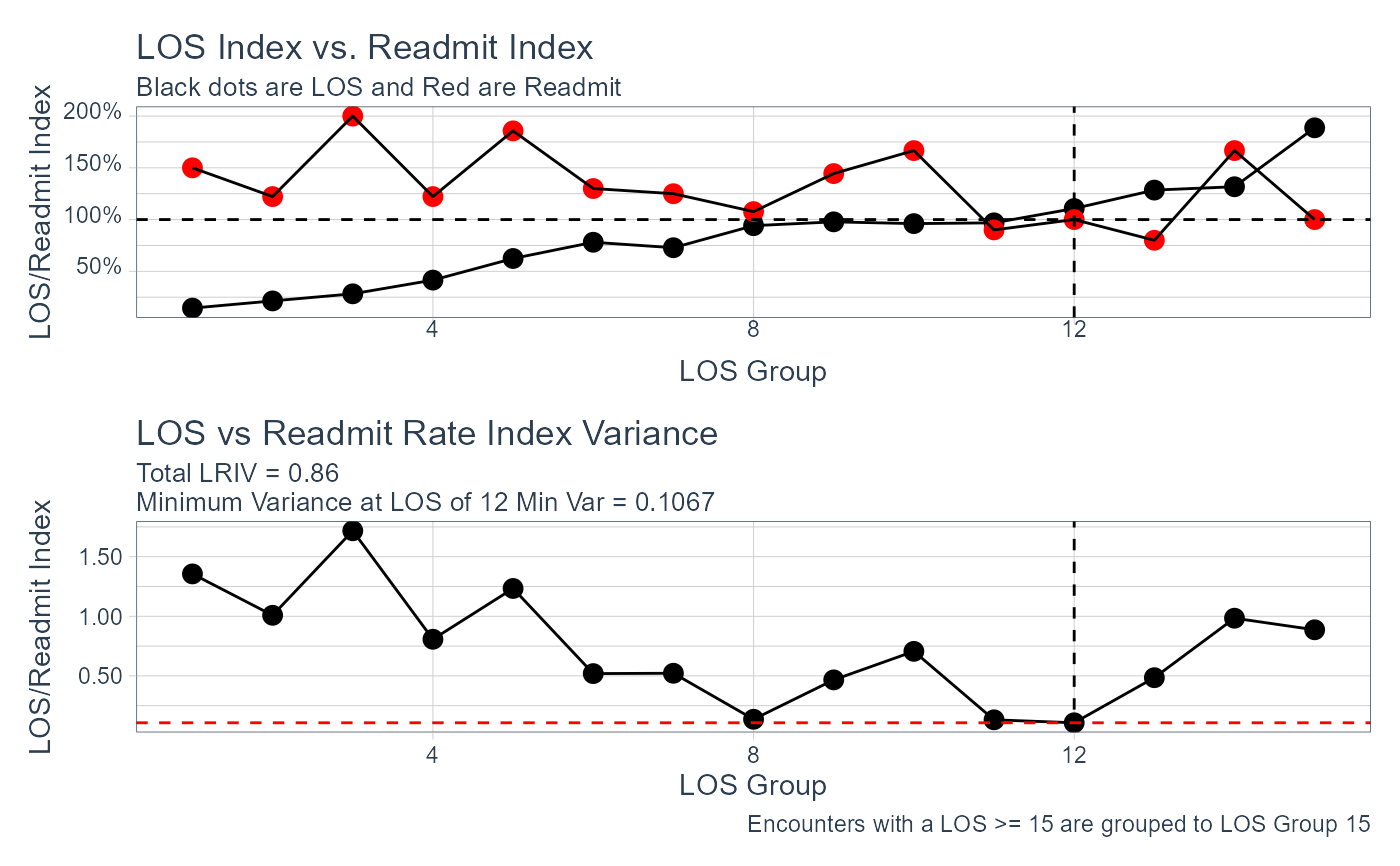 LOS Index vs. Readmit Index
Black dots are LOS and Red are Readmit
LOS/Readmit Index
200%
150%
100%
50%
4 8 12
LOS Group
LOS vs Readmit Rate Index Variance
Total LRIV = 0.86
Minimum Variance at LOS of 12 Min Var = 0.1067
LOS/Readmit Index
1.50
1.00
0.50
4 8 12
LOS Group
Encounters with a LOS >= 15 are grouped to LOS Group 15